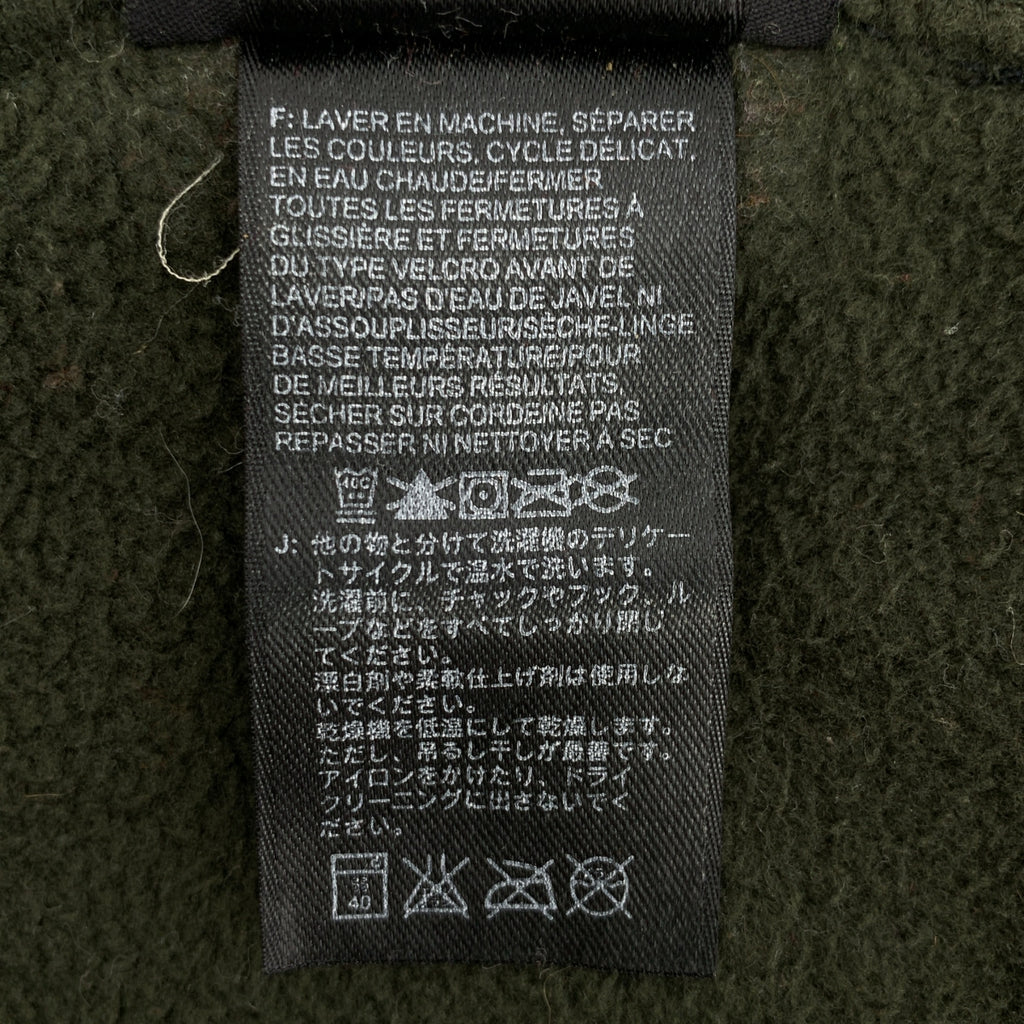 F: LAVER EN MACHINE, SÉPARER
LES COULEURS, CYCLE DÉLICAT,
EN EAU CHAUDE/FERMER
TOUTES LES FERMETURES À
GLISSIÈRE ET FERMETURES
DU TYPE VELCRO AVANT DE
LAVER/PAS D'EAU DE JAVEL NI
D'ASSOUPLISSEUR/SÈCHE-LINGE
BASSE TEMPÉRATURE/POUR
DE MEILLEURS RÉSULTATS,
SÉCHER SUR CORDE/NE PAS
REPASSER NI NETTOYER À SEC
J: 他の物と分けて洗濯機のデリケー
トサイクルで温水で洗います。
洗濯前に、チャックやフック、ル
ープなどをすべてしっかり閉じ
てください。
漂白剤や柔軟仕上げ剤は使用しな
いでください。
乾燥機を低温にして乾燥します。
ただし、吊るし干しが最善です。
アイロンをかけたり、ドライ
クリーニングに出さないでく
ださい。
40